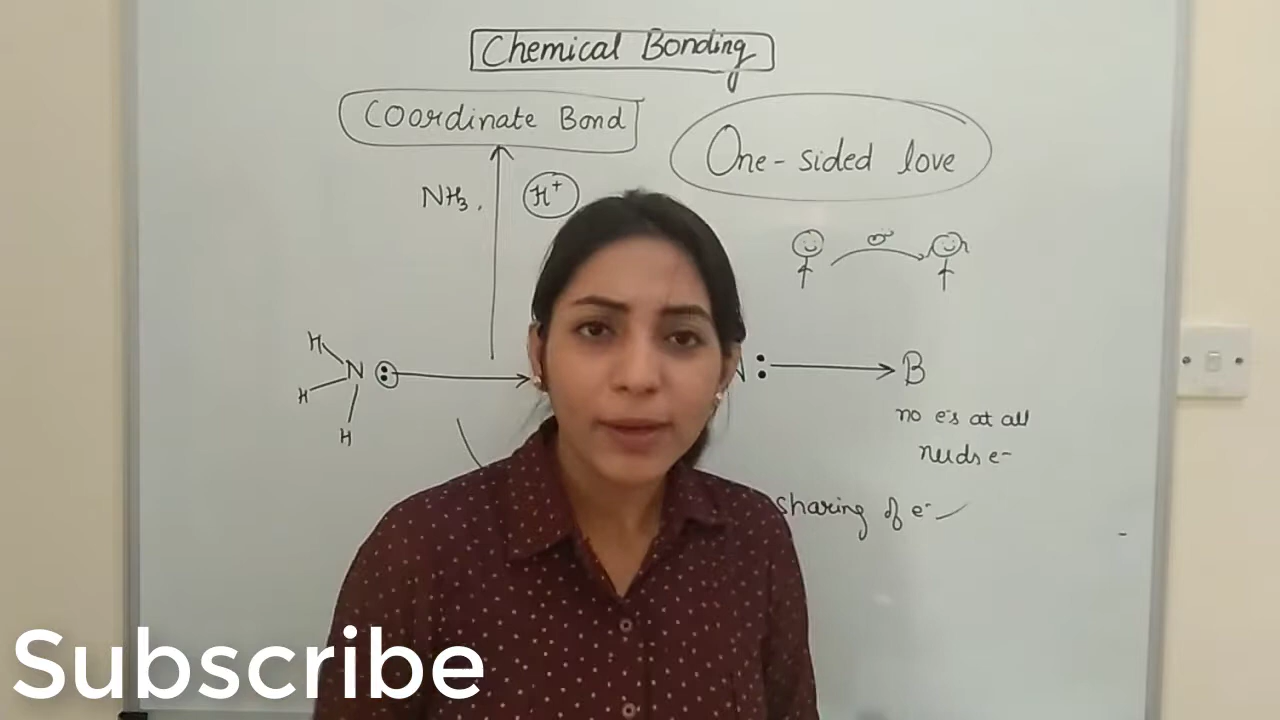 Chemical Bonding
Coordinate Bond
One-sided love
NH3,
H+
H
N :
H
H
: B
no e's at all
needs e-
sharing of e-
Subscribe